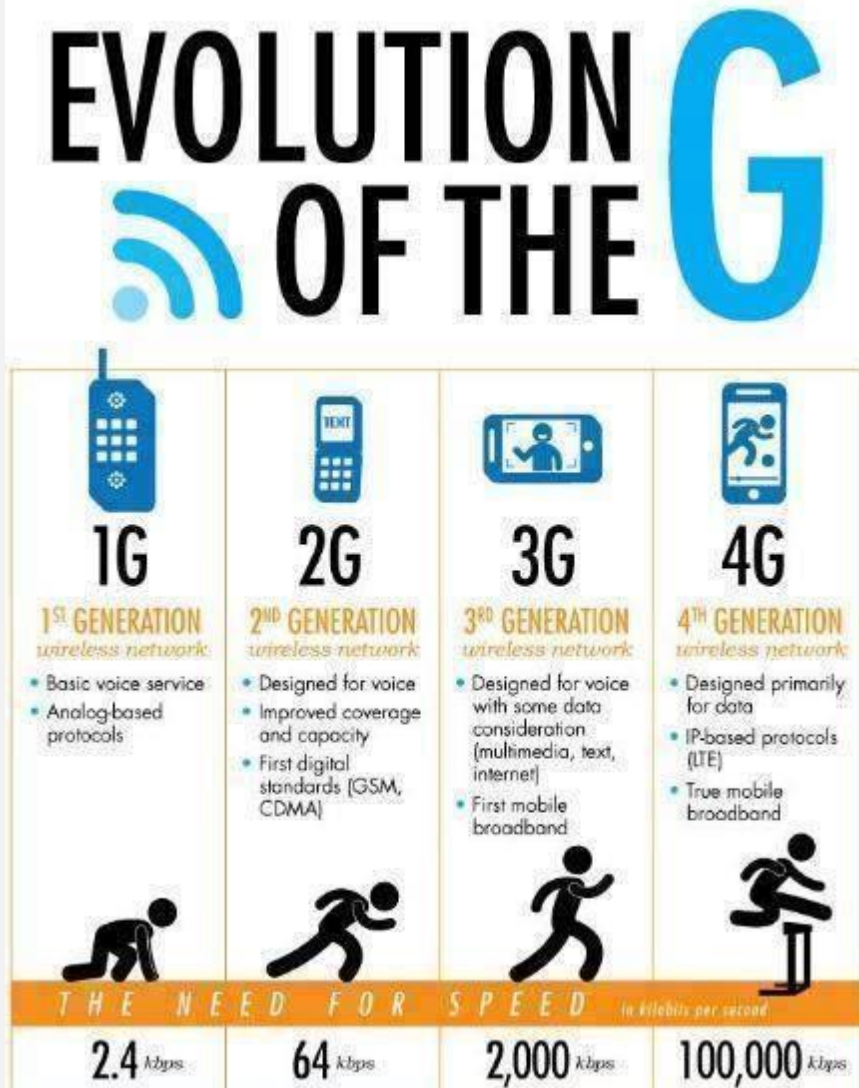 EVOLUTION
OF THE
G
TEXT
1G
1ST GENERATION
wireless network
• Basic voice service
• Analog-based
protocols
2G
2ND GENERATION
wireless network
• Designed for voice
• Improved coverage
and capacity
• First digital
standards (GSM,
CDMA)
3G
3RD GENERATION
wireless network
• Designed for voice
with some data
consideration
(multimedia, text,
internet)
• First mobile
broadband
4G
4TH GENERATION
wireless network
• Designed primarily
for data
• IP-based protocols
(LTE)
• True mobile
broadband
THE NEED FOR SPEED in kilobits per second
2.4 kbps
64 kbps
2,000 kbps
100,000 kbps